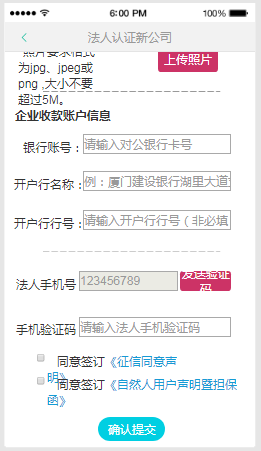 6:00 PM 100%
法人认证新公司
照片要求格式
为jpg、jpeg或
png ,大小不要
超过5M。
上传照片
企业收款账户信息
银行账号： 请输入对公银行卡号
开户行名称： 例：厦门建设银行湖里大道
开户行行号： 请输入开户行行号（非必填
法人手机号 123456789 发送验证
码
手机验证码 请输入法人手机验证码
同意签订《征信同意声
明》
同意签订《自然人用户声明暨担保
函》
确认提交